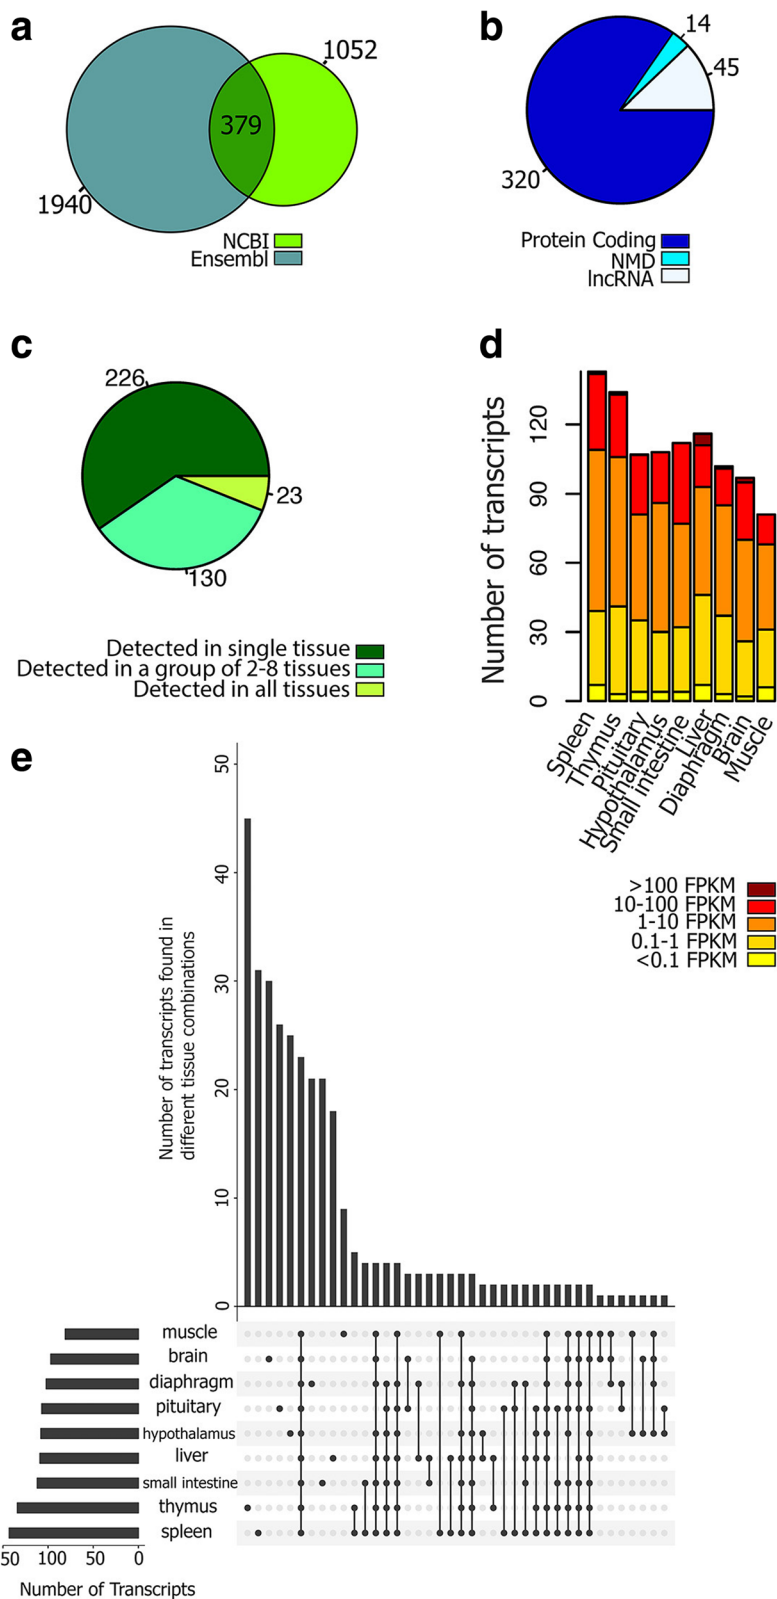 a
1052
379
1940
NCBI
Ensembl
b
14
45
320
Protein Coding
NMD
lncRNA
c
226
23
130
Detected in single tissue
Detected in a group of 2-8 tissues
Detected in all tissues
d
Number of transcripts
120
90
60
30
0
Spleen
Thymus
Pituitary
Hypothalamus
Small intestine
Liver
Diaphragm
Brain
Muscle
>100 FPKM
10-100 FPKM
1-10 FPKM
0.1-1 FPKM
<0.1 FPKM
e
Number of transcripts found in
different tissue combinations
50
40
30
20
10
0
muscle
brain
diaphragm
pituitary
hypothalamus
liver
small intestine
thymus
spleen
50 100 50 0
Number of Transcripts